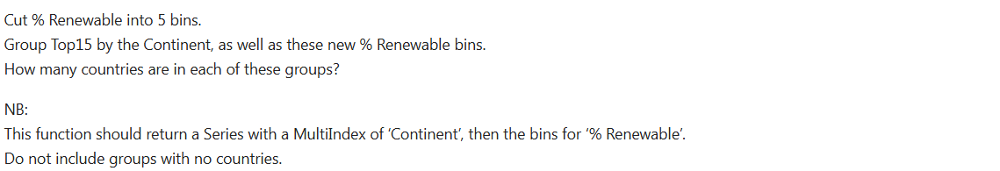 Cut % Renewable into 5 bins.
Group Top15 by the Continent, as well as these new % Renewable bins.
How many countries are in each of these groups?
NB:
This function should return a Series with a MultiIndex of ‘Continent’, then the bins for ‘% Renewable’.
Do not include groups with no countries.